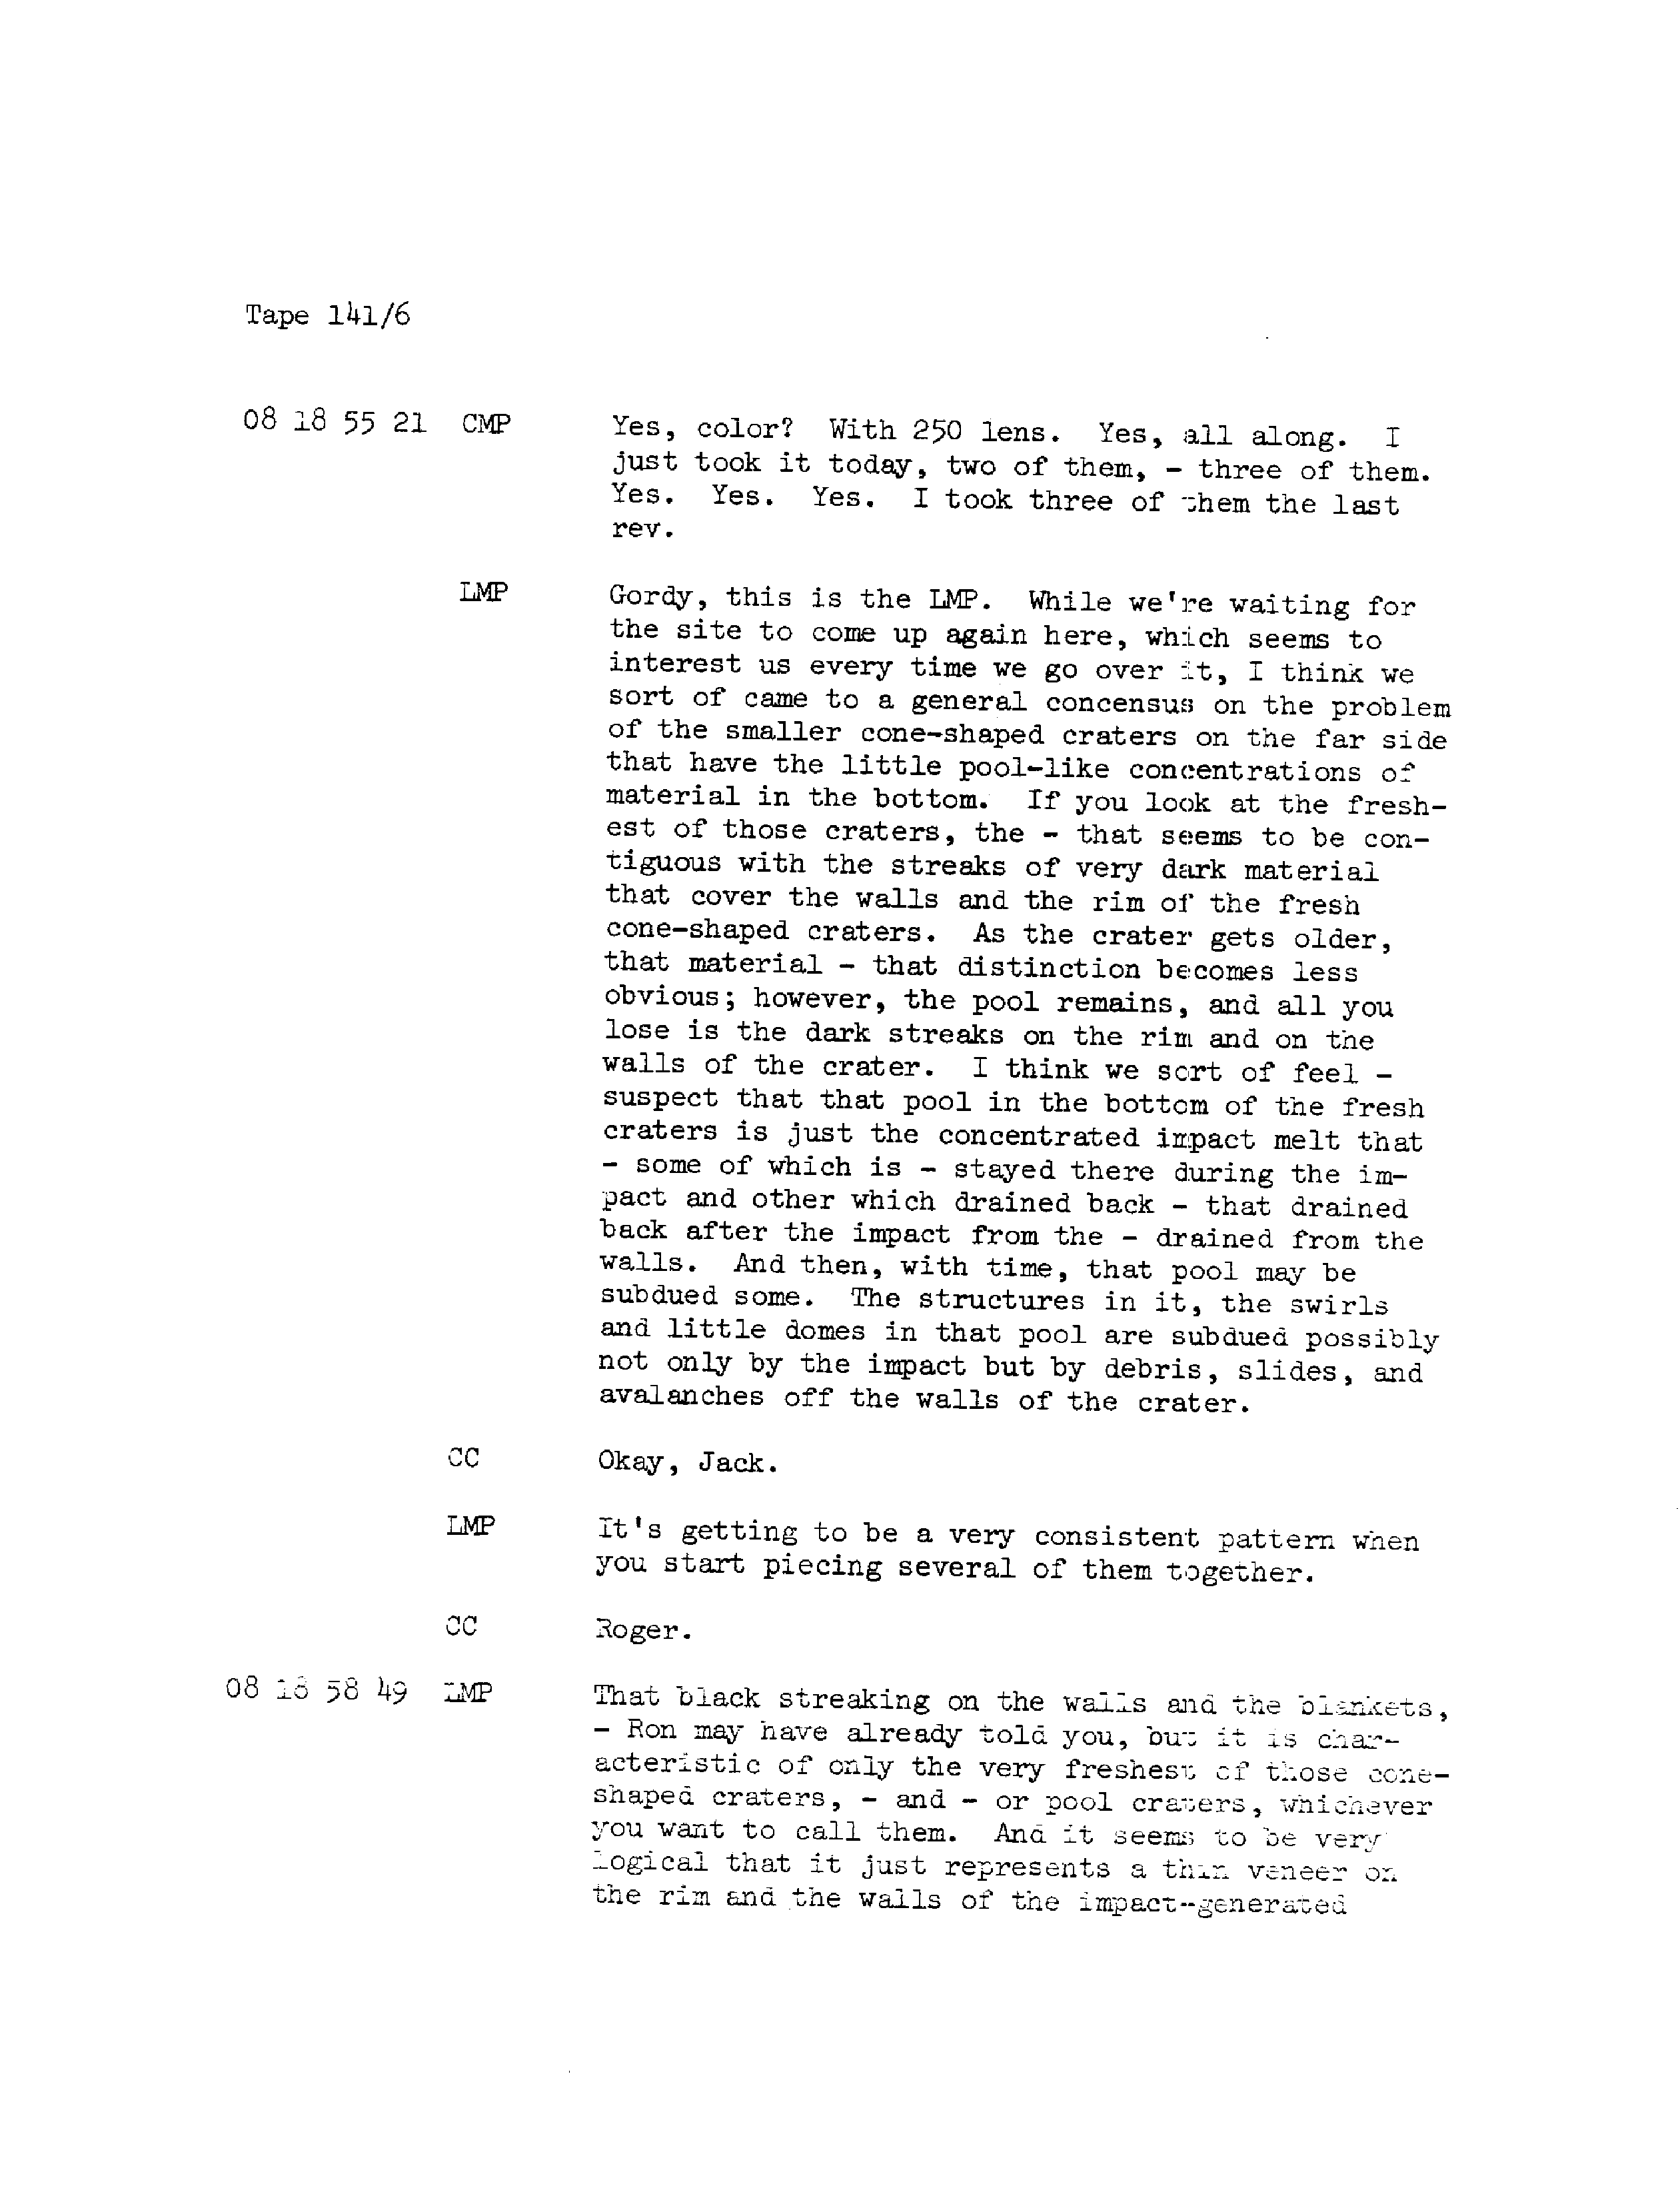 Tape 141/6
08 18 55 21 CMP Yes, color? With 250 lens. Yes, all along. I
just took it today, two of them, - three of them.
Yes. Yes. Yes. I took three of them the last
rev.
LMP Gordy, this is the LMP. While we're waiting for
the site to come up again here, which seems to
interest us every time we go over it, I think we
sort of came to a general concensus on the problem
of the smaller cone-shaped craters on the far side
that have the little pool-like concentrations of
material in the bottom. If you look at the fresh-
est of those craters, the - that seems to be con-
tiguous with the streaks of very dark material
that cover the walls and the rim of the fresh
cone-shaped craters. As the crater gets older,
that material - that distinction becomes less
obvious; however, the pool remains, and all you
lose is the dark streaks on the rim and on the
walls of the crater. I think we sort of feel -
suspect that that pool in the bottom of the fresh
craters is just the concentrated impact melt that
- some of which is - stayed there during the im-
pact and other which drained back - that drained
back after the impact from the - drained from the
walls. And then, with time, that pool may be
subdued some. The structures in it, the swirls
and little domes in that pool are subdued possibly
not only by the impact but by debris, slides, and
avalanches off the walls of the crater.
CC Okay, Jack.
LMP It's getting to be a very consistent pattern when
you start piecing several of them together.
CC Roger.
08 18 58 49 LMP That black streaking on the walls and the blankets,
- Ron may have already told you, but it is char-
acteristic of only the very freshest of those cone-
shaped craters, - and - or pool craters, whichever
you want to call them. And it seems to be very
logical that it just represents a thin veneer on
the rim and the walls of the impact-generated